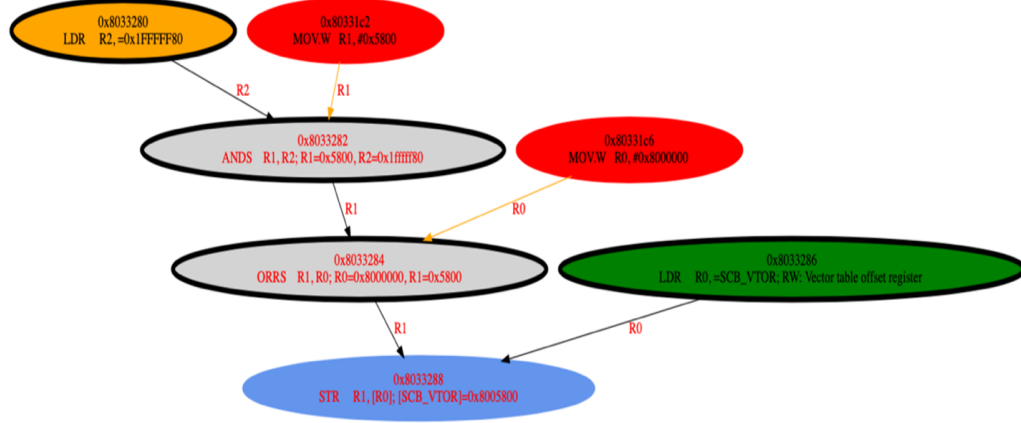 0x8033280
LDR R2, =0x1FFFFF80
0x80331c2
MOV.W R1, #0x5800
R2
R1
0x8033282
ANDS R1, R2; R1=0x5800, R2=0x1fffff80
0x80331c6
MOV.W R0, #0x8000000
R1
R0
0x8033284
ORRS R1, R0; R0=0x8000000, R1=0x5800
0x8033286
LDR R0, =SCB_VTOR; RW: Vector table offset register
R1
R0
0x8033288
STR R1, [R0]; [SCB_VTOR]=0x8005800